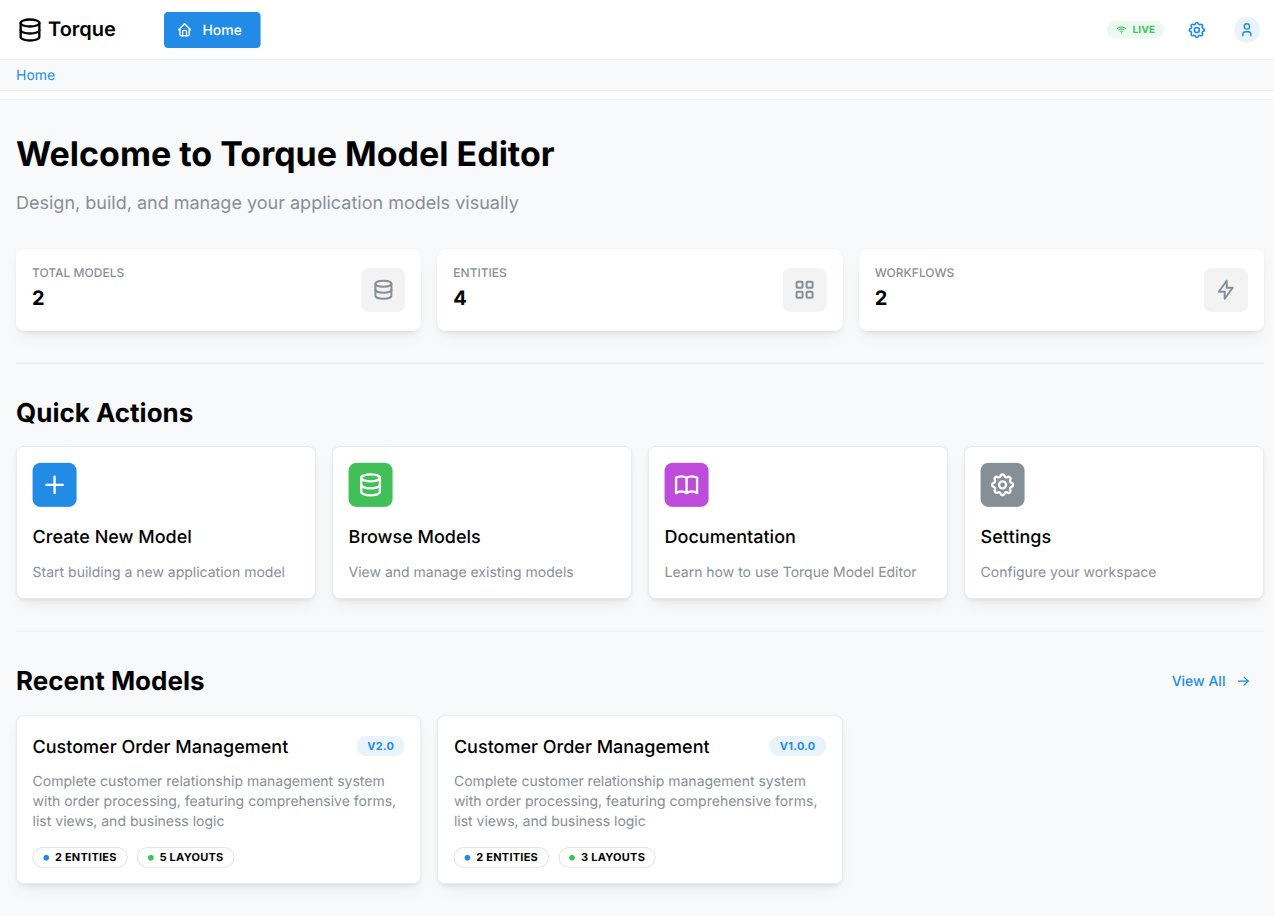 Torque
Home
LIVE
Home
Welcome to Torque Model Editor
Design, build, and manage your application models visually
TOTAL MODELS
2
ENTITIES
4
WORKFLOWS
2
Quick Actions
Create New Model
Start building a new application model
Browse Models
View and manage existing models
Documentation
Learn how to use Torque Model Editor
Settings
Configure your workspace
Recent Models
View All
Customer Order Management
V2.0
Complete customer relationship management system
with order processing, featuring comprehensive forms,
list views, and business logic
2 ENTITIES
5 LAYOUTS
Customer Order Management
V1.0.0
Complete customer relationship management system
with order processing, featuring comprehensive forms,
list views, and business logic
2 ENTITIES
3 LAYOUTS